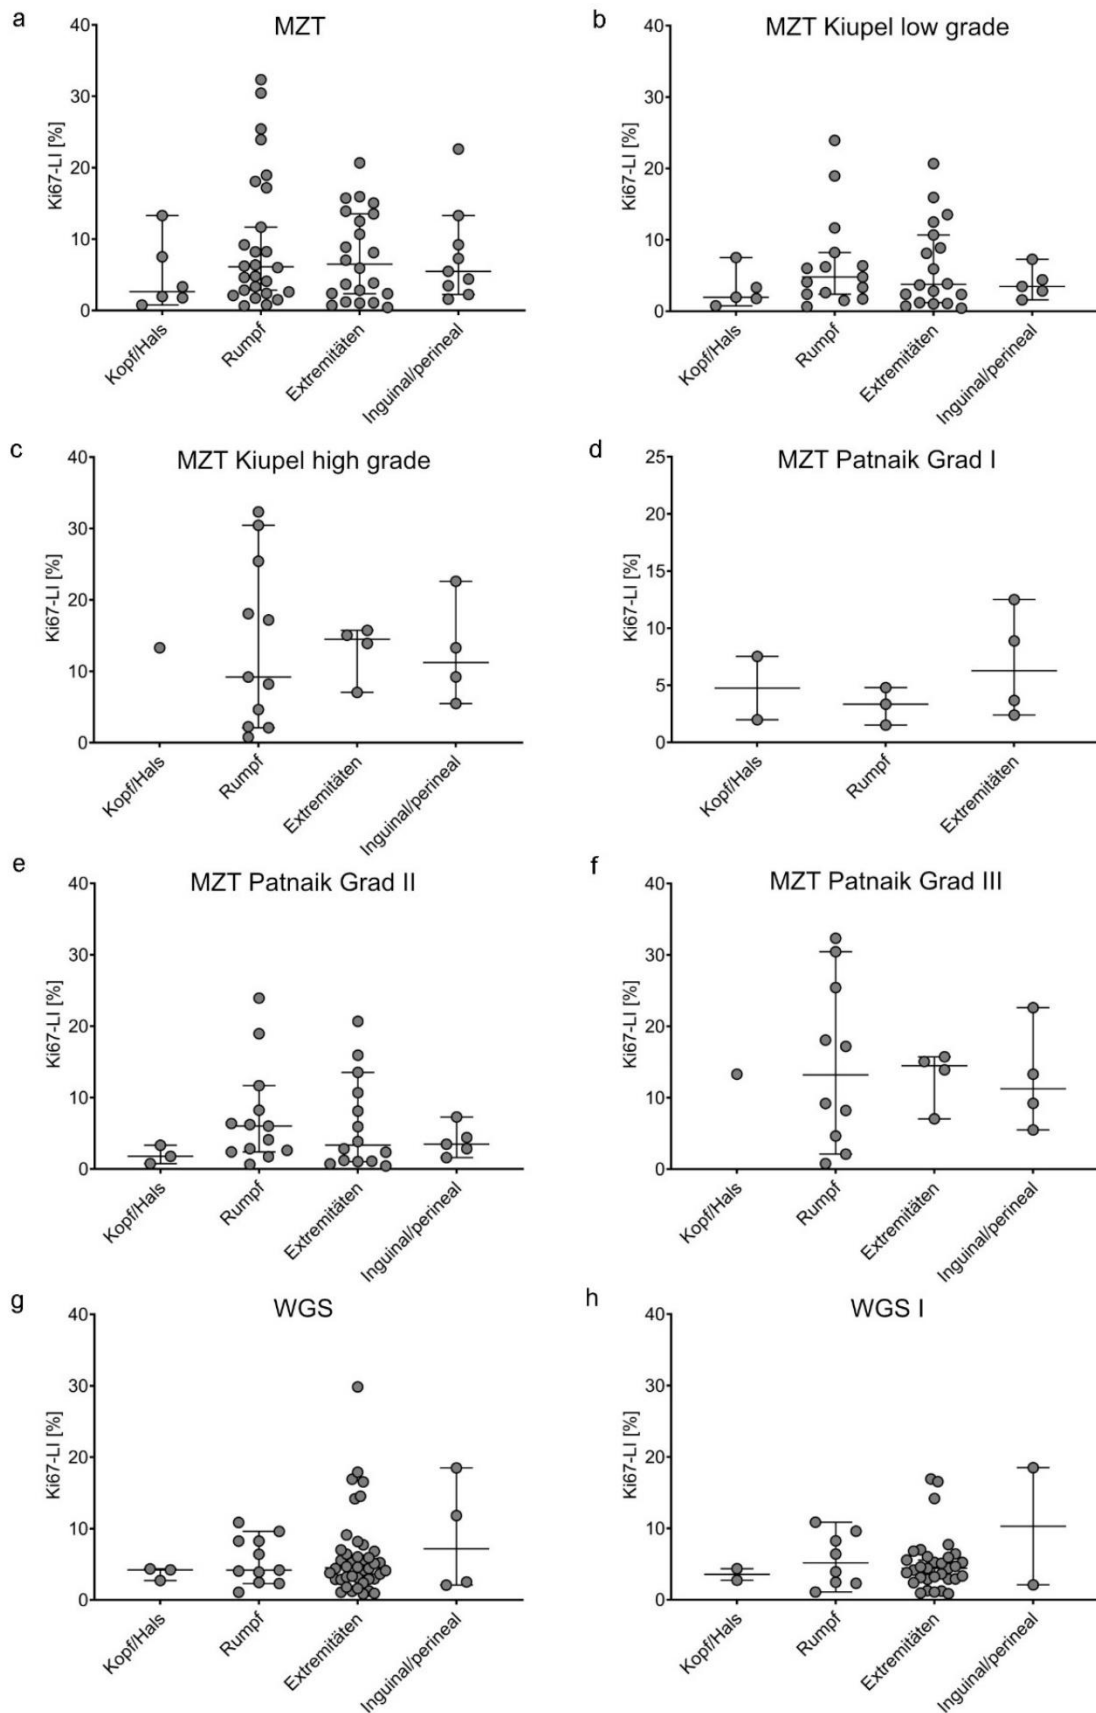 a
MZT
Ki67-LI [%]
40
30
20
10
0
Kopf/Hals
Rumpf
Extremitäten
Inguinal/perineal
b
MZT Kiupel low grade
Ki67-LI [%]
40
30
20
10
0
Kopf/Hals
Rumpf
Extremitäten
Inguinal/perineal
c
MZT Kiupel high grade
Ki67-LI [%]
40
30
20
10
0
Kopf/Hals
Rumpf
Extremitäten
Inguinal/perineal
d
MZT Patnaik Grad I
Ki67-LI [%]
25
20
15
10
5
0
Kopf/Hals
Rumpf
Extremitäten
e
MZT Patnaik Grad II
Ki67-LI [%]
40
30
20
10
0
Kopf/Hals
Rumpf
Extremitäten
Inguinal/perineal
f
MZT Patnaik Grad III
Ki67-LI [%]
40
30
20
10
0
Kopf/Hals
Rumpf
Extremitäten
Inguinal/perineal
g
WGS
Ki67-LI [%]
40
30
20
10
0
Kopf/Hals
Rumpf
Extremitäten
Inguinal/perineal
h
WGS I
Ki67-LI [%]
40
30
20
10
0
Kopf/Hals
Rumpf
Extremitäten
Inguinal/perineal